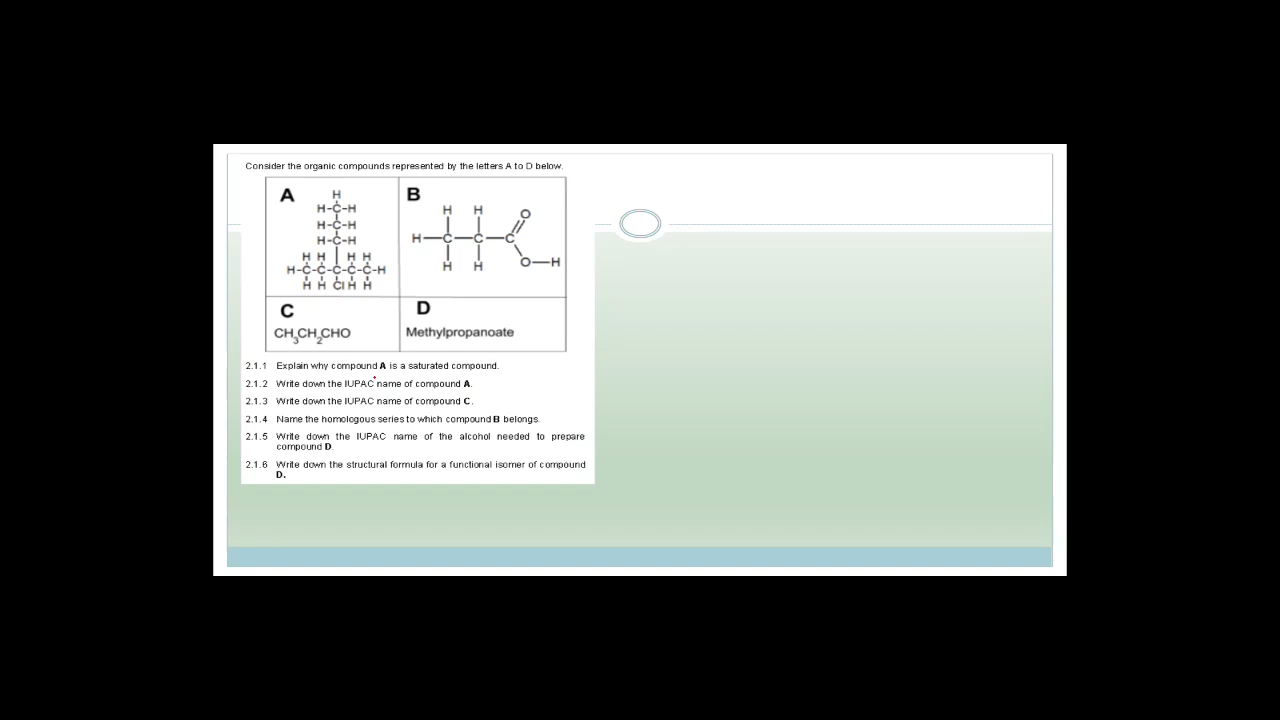 Consider the organic compounds represented by the letters A to D below.
A
H
H-C-H
H-C-H
H-C-H
H H H H
H-C-C-C-C-C-H
H H Cl H H
B
H H O
H C C C
H H O H
C
CH3CH2CHO
D
Methylpropanoate
2.1.1 Explain why compound A is a saturated compound.
2.1.2 Write down the IUPAC name of compound A.
2.1.3 Write down the IUPAC name of compound C.
2.1.4 Name the homologous series to which compound B belongs.
2.1.5 Write down the IUPAC name of the alcohol needed to prepare
compound D.
2.1.6 Write down the structural formula for a functional isomer of compound
D.